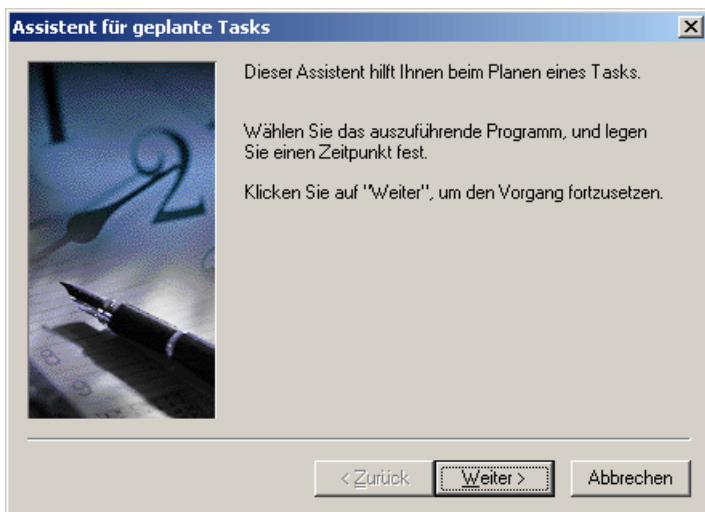 Assistent für geplante Tasks
Dieser Assistent hilft Ihnen beim Planen eines Tasks.
Wählen Sie das auszuführende Programm, und legen
Sie einen Zeitpunkt fest.
Klicken Sie auf "Weiter", um den Vorgang fortzusetzen.
2
< Zurück Weiter > Abbrechen